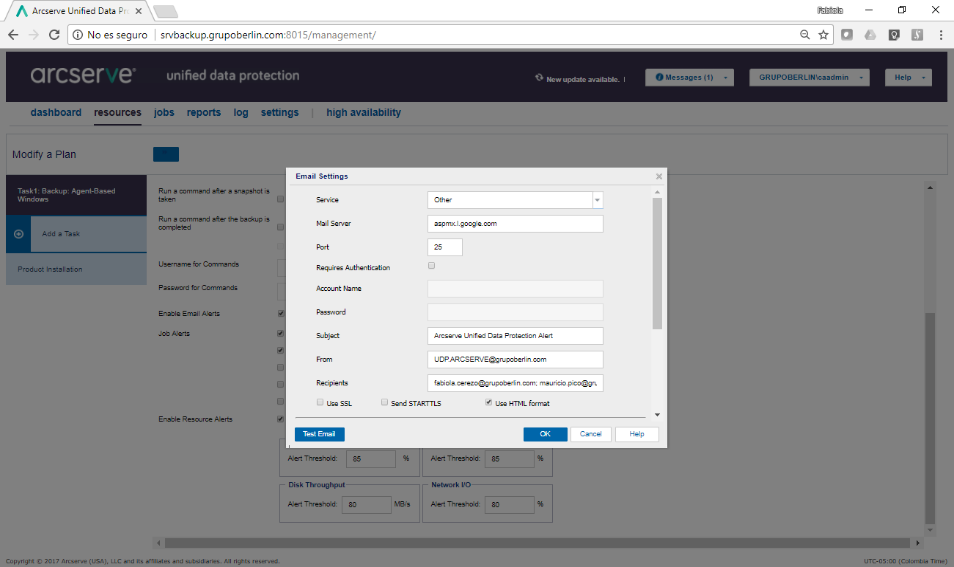 Arcserve Unified Data Pro
Fabiola
No es seguro | srvbackup.grupoberlin.com:8015/management/
arcserve® unified data protection
New update available. |
Messages (1)
GRUPOBERLIN\caadmin
Help
dashboard resources jobs reports log settings | high availability
Modify a Plan
Task1: Backup: Agent-Based
Windows
Add a Task
Product Installation
Run a command after a snapshot is
taken
Run a command after the backup is
completed
Username for Commands
Password for Commands
Enable Email Alerts
Job Alerts
Enable Resource Alerts
Email Settings
Service Other
Mail Server aspmx.l.google.com
Port 25
Requires Authentication
Account Name
Password
Subject Arcserve Unified Data Protection Alert
From UDP.ARCSERVE@grupoberlin.com
Recipients fabiola.cerezo@grupoberlin.com; mauricio.pico@gru
Use SSL Send STARTTLS Use HTML format
Test Email OK Cancel Help
Alert Threshold: 85 % Alert Threshold: 85 %
Disk Throughput Network I/O
Alert Threshold: 80 MB/s Alert Threshold: 80 %
Copyright © 2017 Arcserve (USA), LLC and its affiliates and subsidiaries. All rights reserved.
UTC-05:00 (Colombia Time)